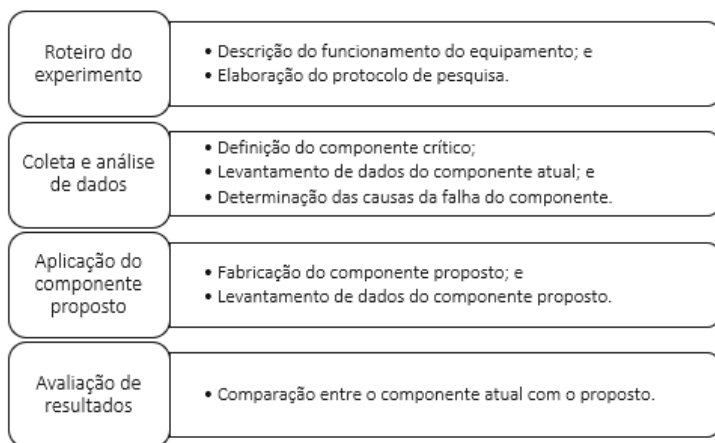 Roteiro do
experimento
• Descrição do funcionamento do equipamento; e
• Elaboração do protocolo de pesquisa.
Coleta e análise
de dados
• Definição do componente crítico;
• Levantamento de dados do componente atual; e
• Determinação das causas da falha do componente.
Aplicação do
componente
proposto
• Fabricação do componente proposto; e
• Levantamento de dados do componente proposto.
Avaliação de
resultados
• Comparação entre o componente atual com o proposto.